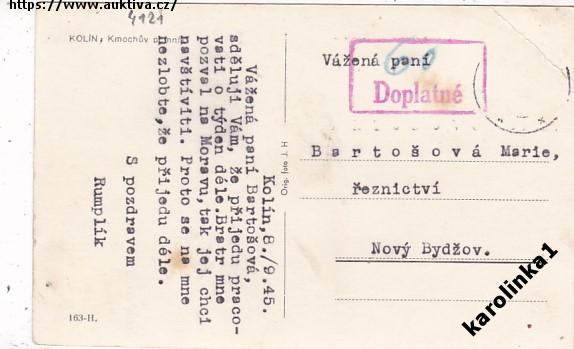 https://www.auktiva.cz/
4121
KOLÍN, Kmochův
Kolín, 8./9.45.
Vážená paní Bartošová,
sděluji Vám, že přijedu praco-
vati o týden déle. Bratr mne
pozval na Moravu, tak jej chci
navštíviti. Proto se na mne
nezlobte, že přijedu déle.
S pozdravem
Rumplík
163-H.
Orig. foto T. H.
Vážená paní
60
Doplatné
Bartošová Marie,
řeznictví
Nový Bydžov.
karolinka1